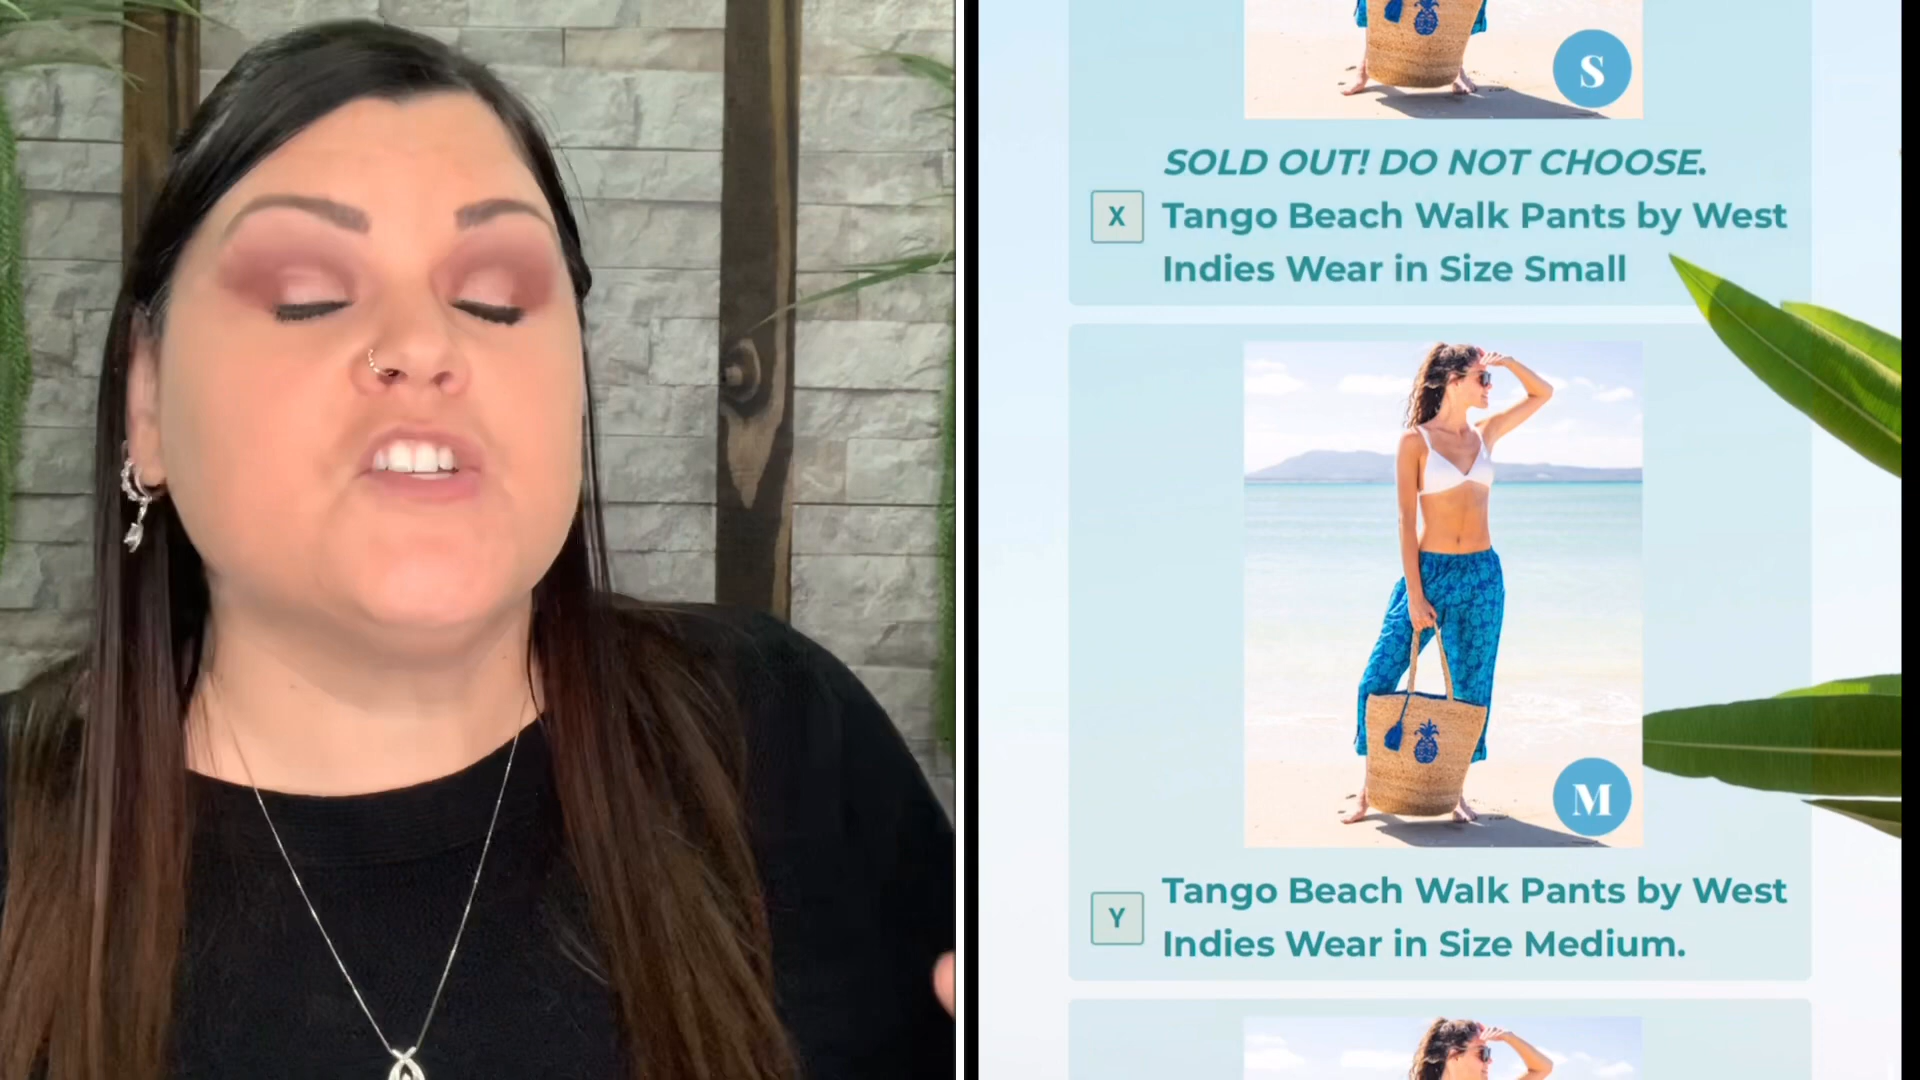 S
SOLD OUT! DO NOT CHOOSE.
X
Tango Beach Walk Pants by West
Indies Wear in Size Small
M
Tango Beach Walk Pants by West
Y
Indies Wear in Size Medium.